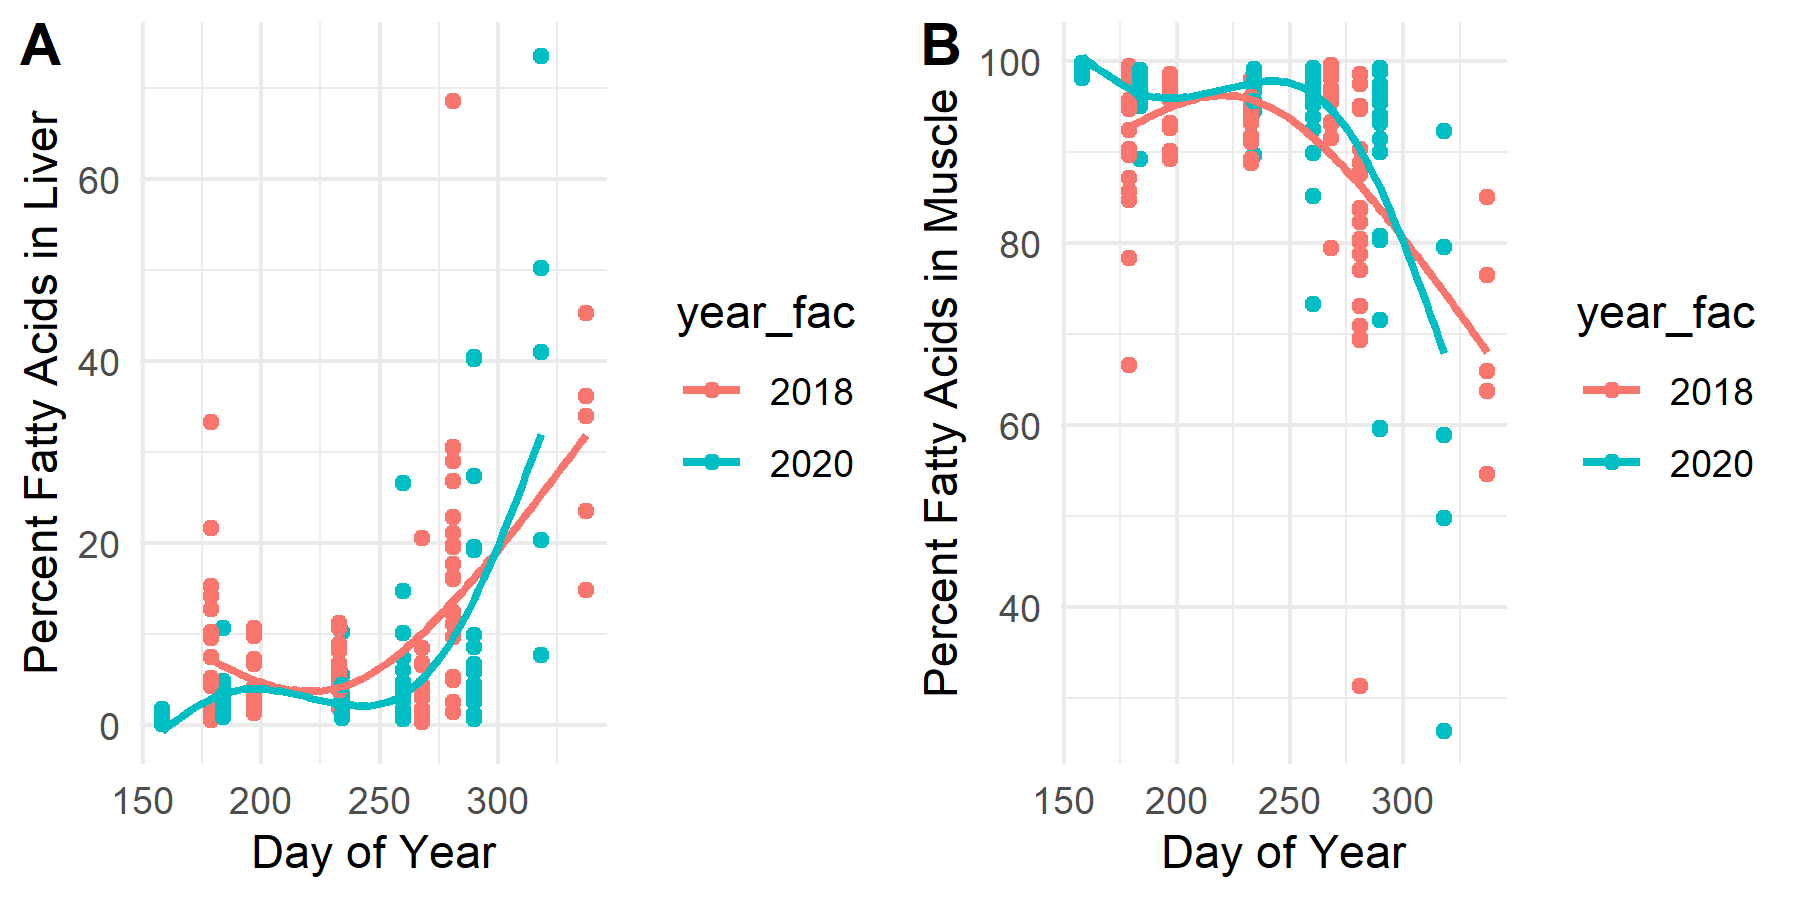 A
Percent Fatty Acids in Liver
60
40
20
0
150 200 250 300
Day of Year
year_fac
2018
2020
B
Percent Fatty Acids in Muscle
100
80
60
40
150 200 250 300
Day of Year
year_fac
2018
2020